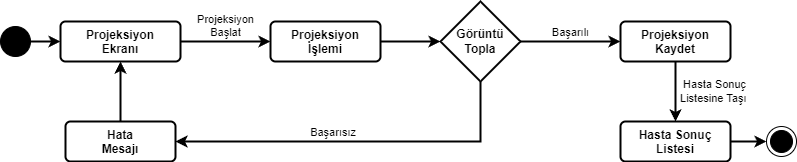 Projeksiyon
Ekranı
Projeksiyon
Başlat
Projeksiyon
İşlemi
Görüntü
Topla
Başarılı
Projeksiyon
Kaydet
Hasta Sonuç
Listesine Taşı
Hata
Mesajı
Başarısız
Hasta Sonuç
Listesi